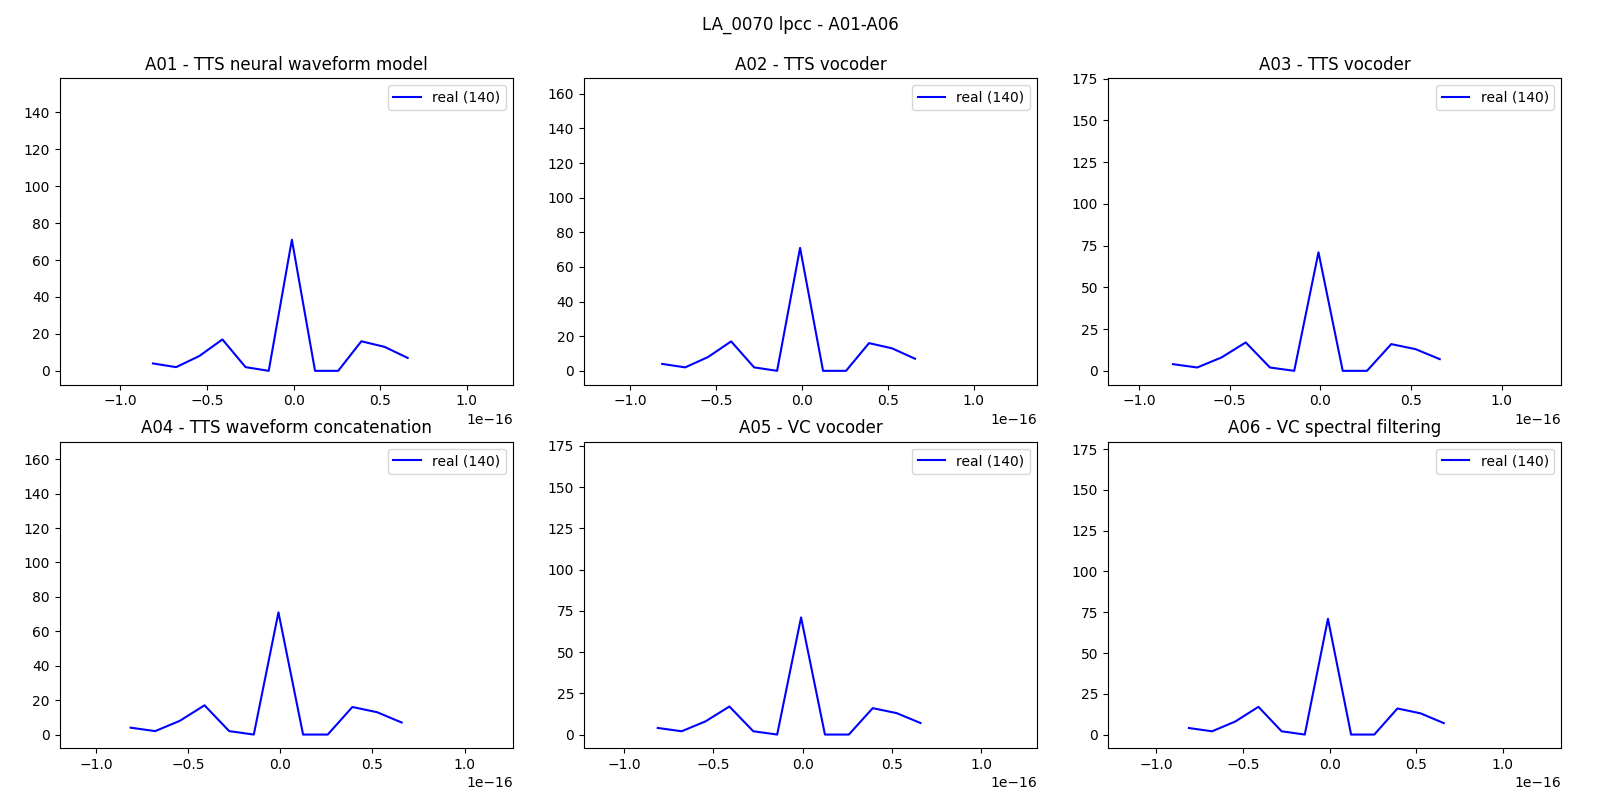 LA_0070 lpcc - A01-A06
A01 - TTS neural waveform model
A02 - TTS vocoder
A03 - TTS vocoder
real (140)
real (140)
real (140)
140
120
100
80
60
40
20
0
160
140
120
100
80
60
40
20
0
175
150
125
100
75
50
25
0
−1.0 −0.5 0.0 0.5 1.0
1e−16
−1.0 −0.5 0.0 0.5 1.0
1e−16
−1.0 −0.5 0.0 0.5 1.0
1e−16
A04 - TTS waveform concatenation
A05 - VC vocoder
A06 - VC spectral filtering
real (140)
real (140)
real (140)
160
140
120
100
80
60
40
20
0
175
150
125
100
75
50
25
0
175
150
125
100
75
50
25
0
−1.0 −0.5 0.0 0.5 1.0
1e−16
−1.0 −0.5 0.0 0.5 1.0
1e−16
−1.0 −0.5 0.0 0.5 1.0
1e−16